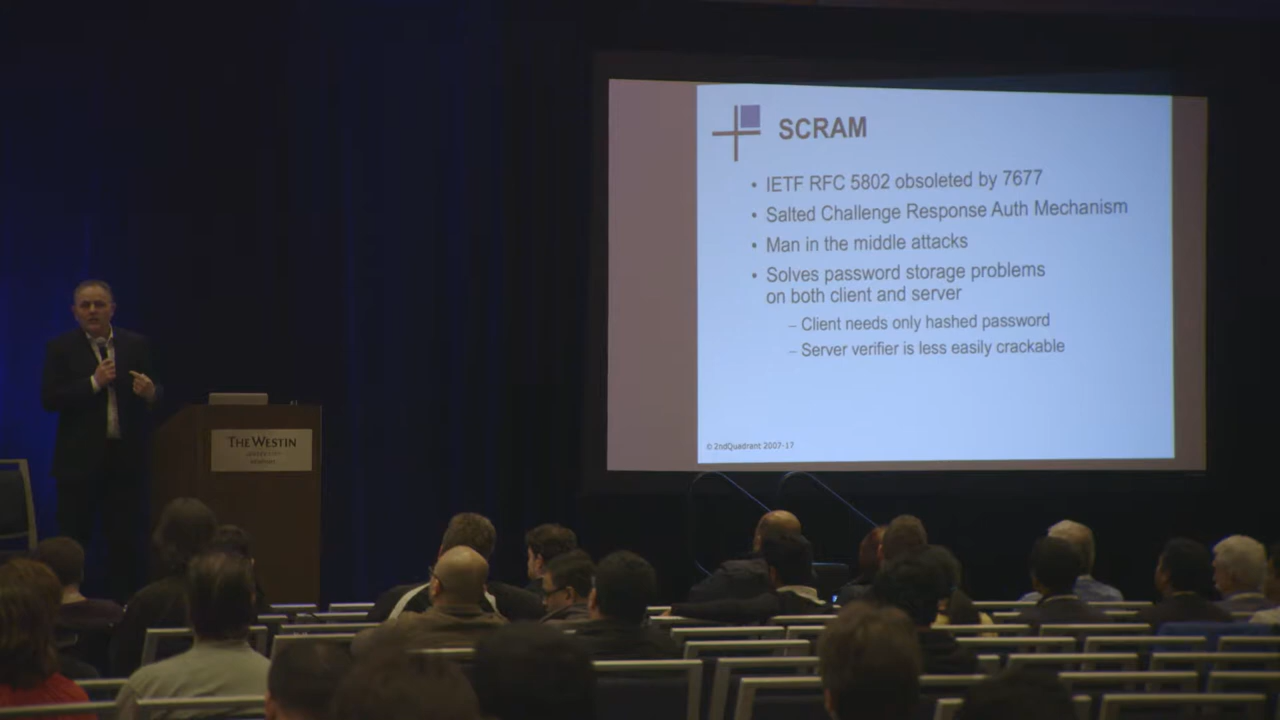 SCRAM
• IETF RFC 5802 obsoleted by 7677
• Salted Challenge Response Auth Mechanism
• Man in the middle attacks
• Solves password storage problems
on both client and server
– Client needs only hashed password
– Server verifier is less easily crackable
© 2ndQuadrant 2007-17
THE WESTIN